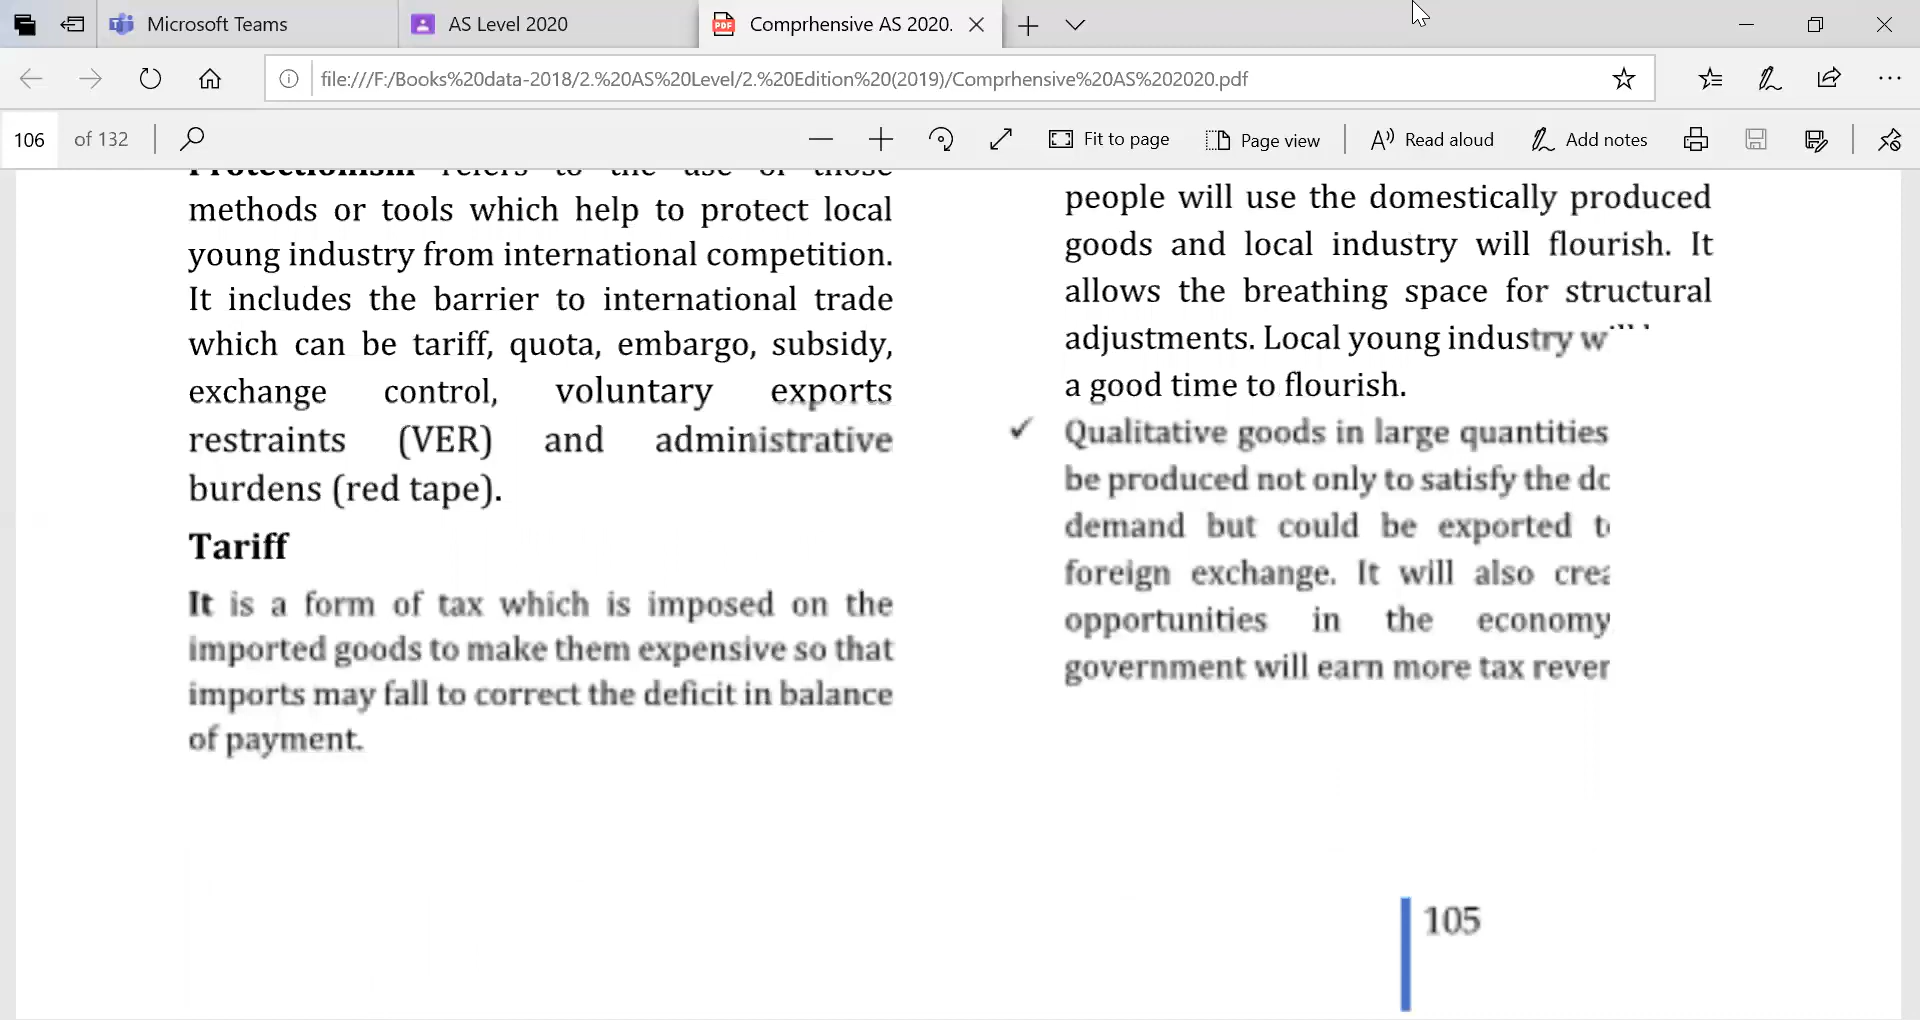 Microsoft Teams
AS Level 2020
Comprhensive AS 2020.
file:///F:/Books%20data-2018/2.%20AS%20Level/2.%20Edition%20(2019)/Comprhensive%20AS%202020.pdf
106 of 132
Fit to page
Page view
Read aloud
Add notes
Protectionism refers to the use of those
methods or tools which help to protect local
young industry from international competition.
It includes the barrier to international trade
which can be tariff, quota, embargo, subsidy,
exchange control, voluntary exports
restraints (VER) and administrative
burdens (red tape).
Tariff
It is a form of tax which is imposed on the
imported goods to make them expensive so that
imports may fall to correct the deficit in balance
of payment.
people will use the domestically produced
goods and local industry will flourish. It
allows the breathing space for structural
adjustments. Local young industry
a good time to flourish.
✓ Qualitative goods in large quantities
be produced not only to satisfy the
demand but could be exported
foreign exchange. It will also
opportunities in the economy
government will earn more tax
105